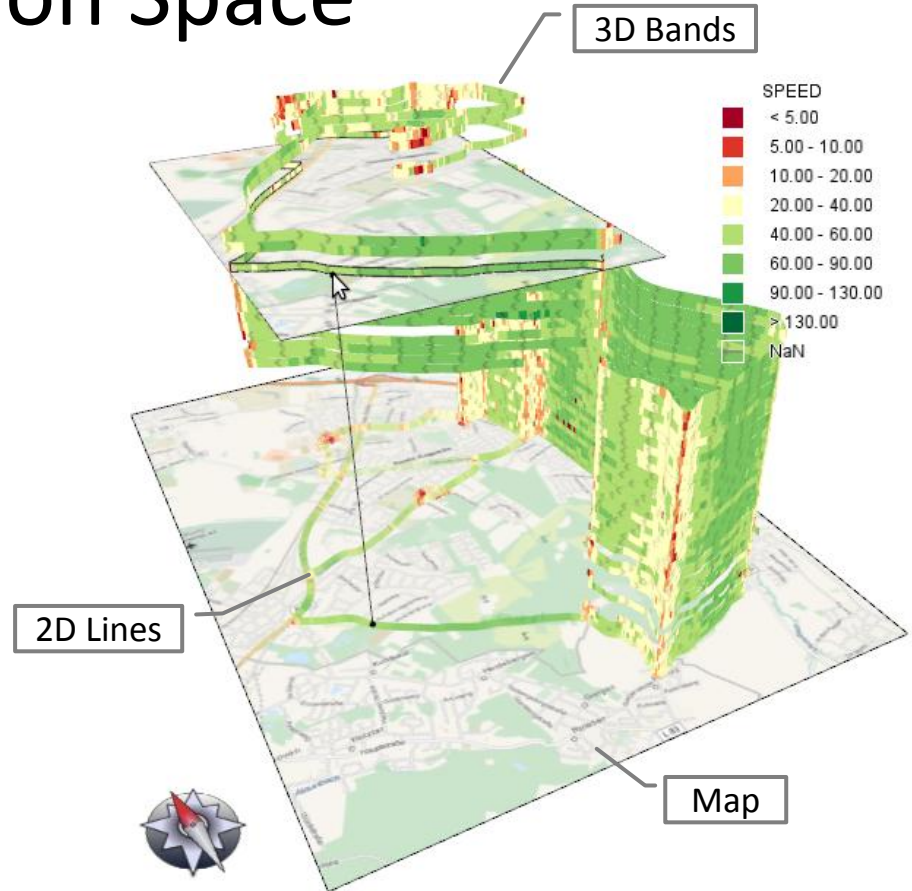 on Space
3D Bands
SPEED
< 5.00
5.00 - 10.00
10.00 - 20.00
20.00 - 40.00
40.00 - 60.00
60.00 - 90.00
90.00 - 130.00
> 130.00
NaN
2D Lines
Map